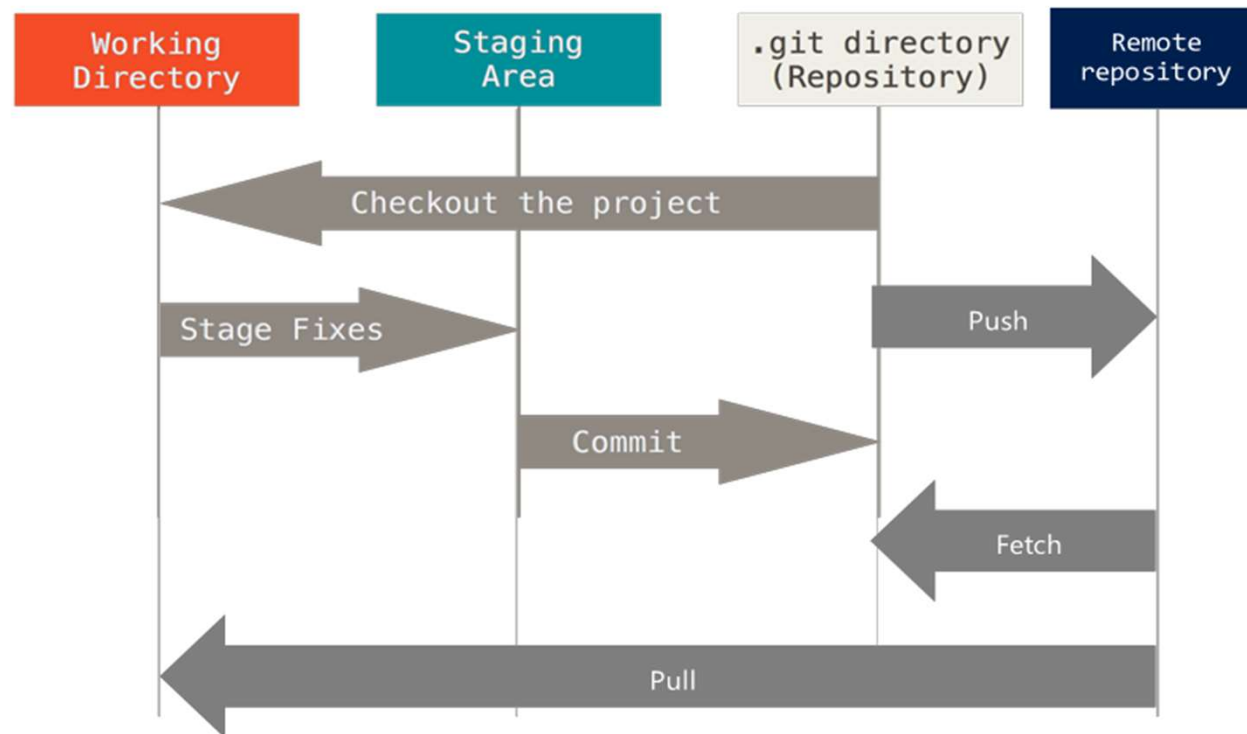 Working
Directory
Staging
Area
.git directory
(Repository)
Remote
repository
Checkout the project
Stage Fixes
Push
Commit
Fetch
Pull